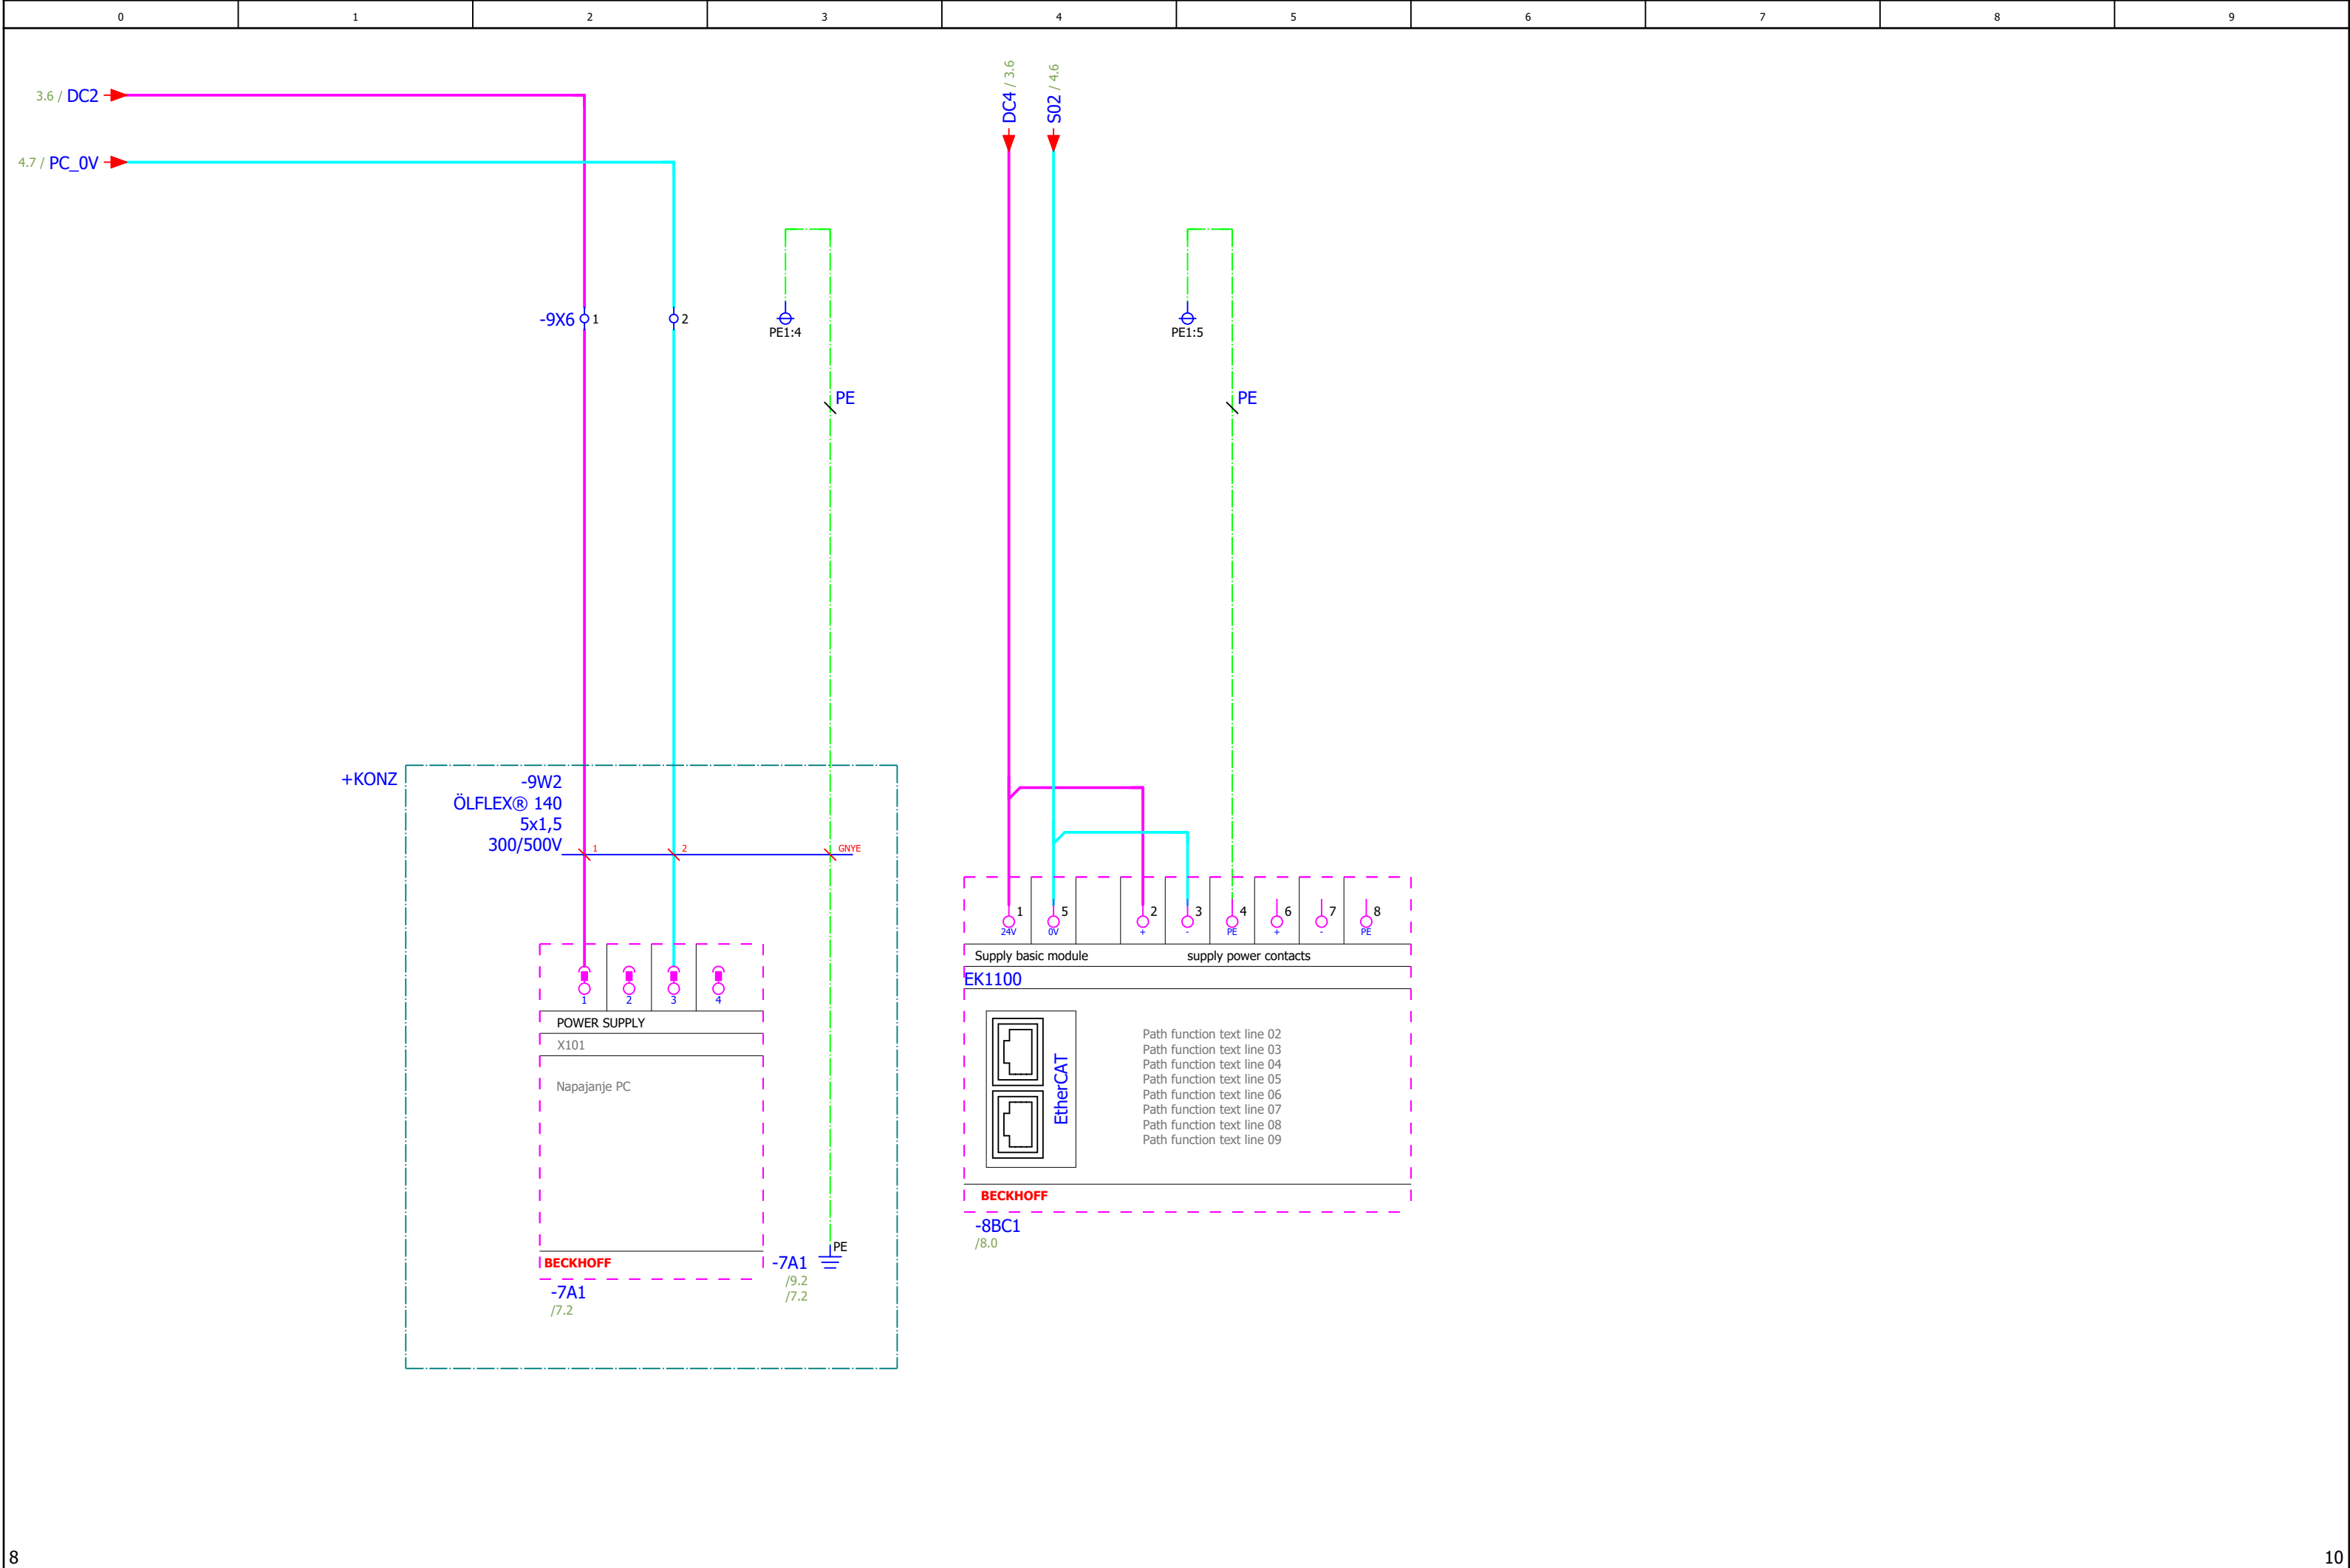 0 1 2 3 4 5 6 7 8 9
3.6 / DC2
4.7 / PC_0V
DC4 / 3.6
S02 / 4.6
-9X6 1 2
PE1:4
PE1:5
PE
PE
+KONZ
-9W2
ÖLFLEX® 140
5x1,5
300/500V
1 2 GNYE
1 2 3 4
POWER SUPPLY
X101
Napajanje PC
BECKHOFF
-7A1
/7.2
PE
-7A1
/9.2
/7.2
1 5 2 3 4 6 7 8
24V 0V + - PE + - PE
Supply basic module supply power contacts
EK1100
EtherCAT
Path function text line 02
Path function text line 03
Path function text line 04
Path function text line 05
Path function text line 06
Path function text line 07
Path function text line 08
Path function text line 09
BECKHOFF
-8BC1
/8.0
8 10